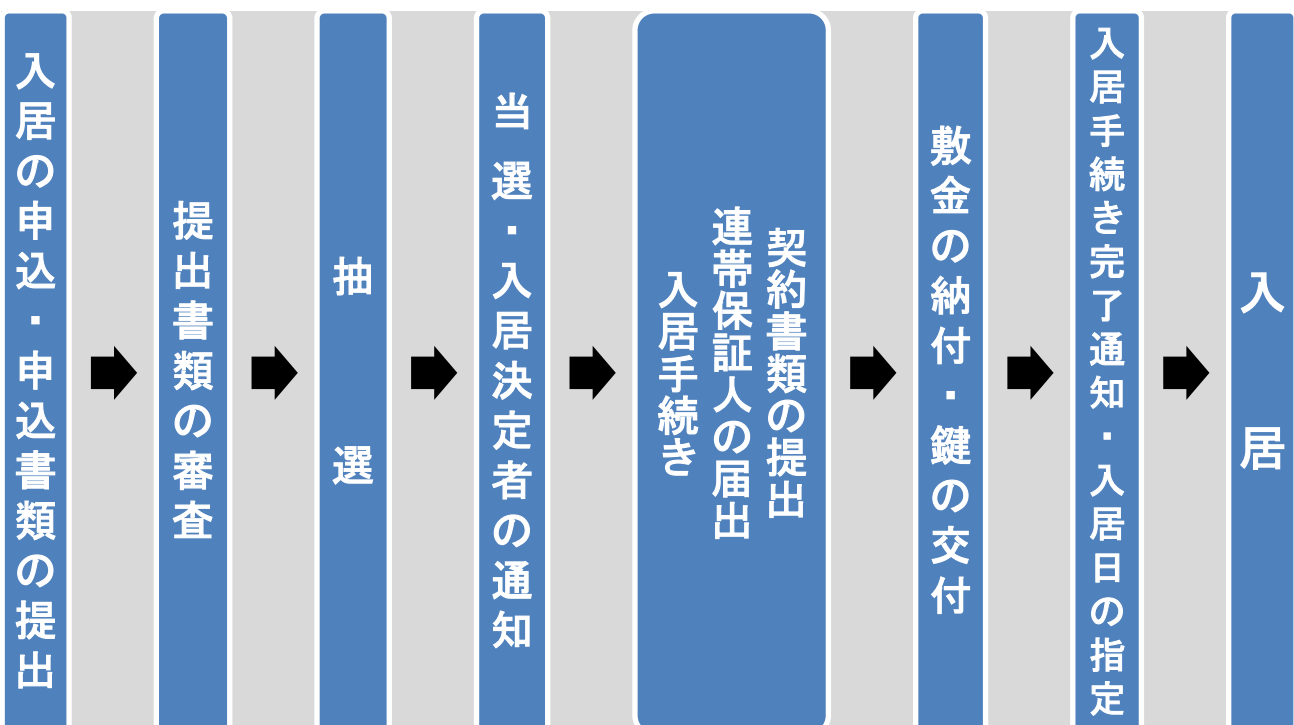 入居の申込・申込書類の提出
提出書類の審査
抽選
当選・入居決定者の通知
契約書類の提出
連帯保証人の届出
入居手続き
敷金の納付・鍵の交付
入居手続き完了通知・入居日の指定
入居